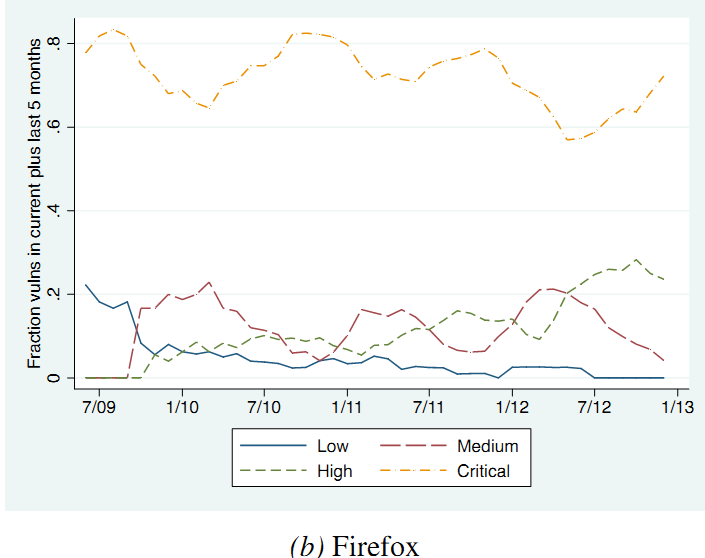 Fraction vulns in current plus last 5 months
.8
.6
.4
.2
0
7/09 1/10 7/10 1/11 7/11 1/12 7/12 1/13
Low Medium
High Critical
(b) Firefox